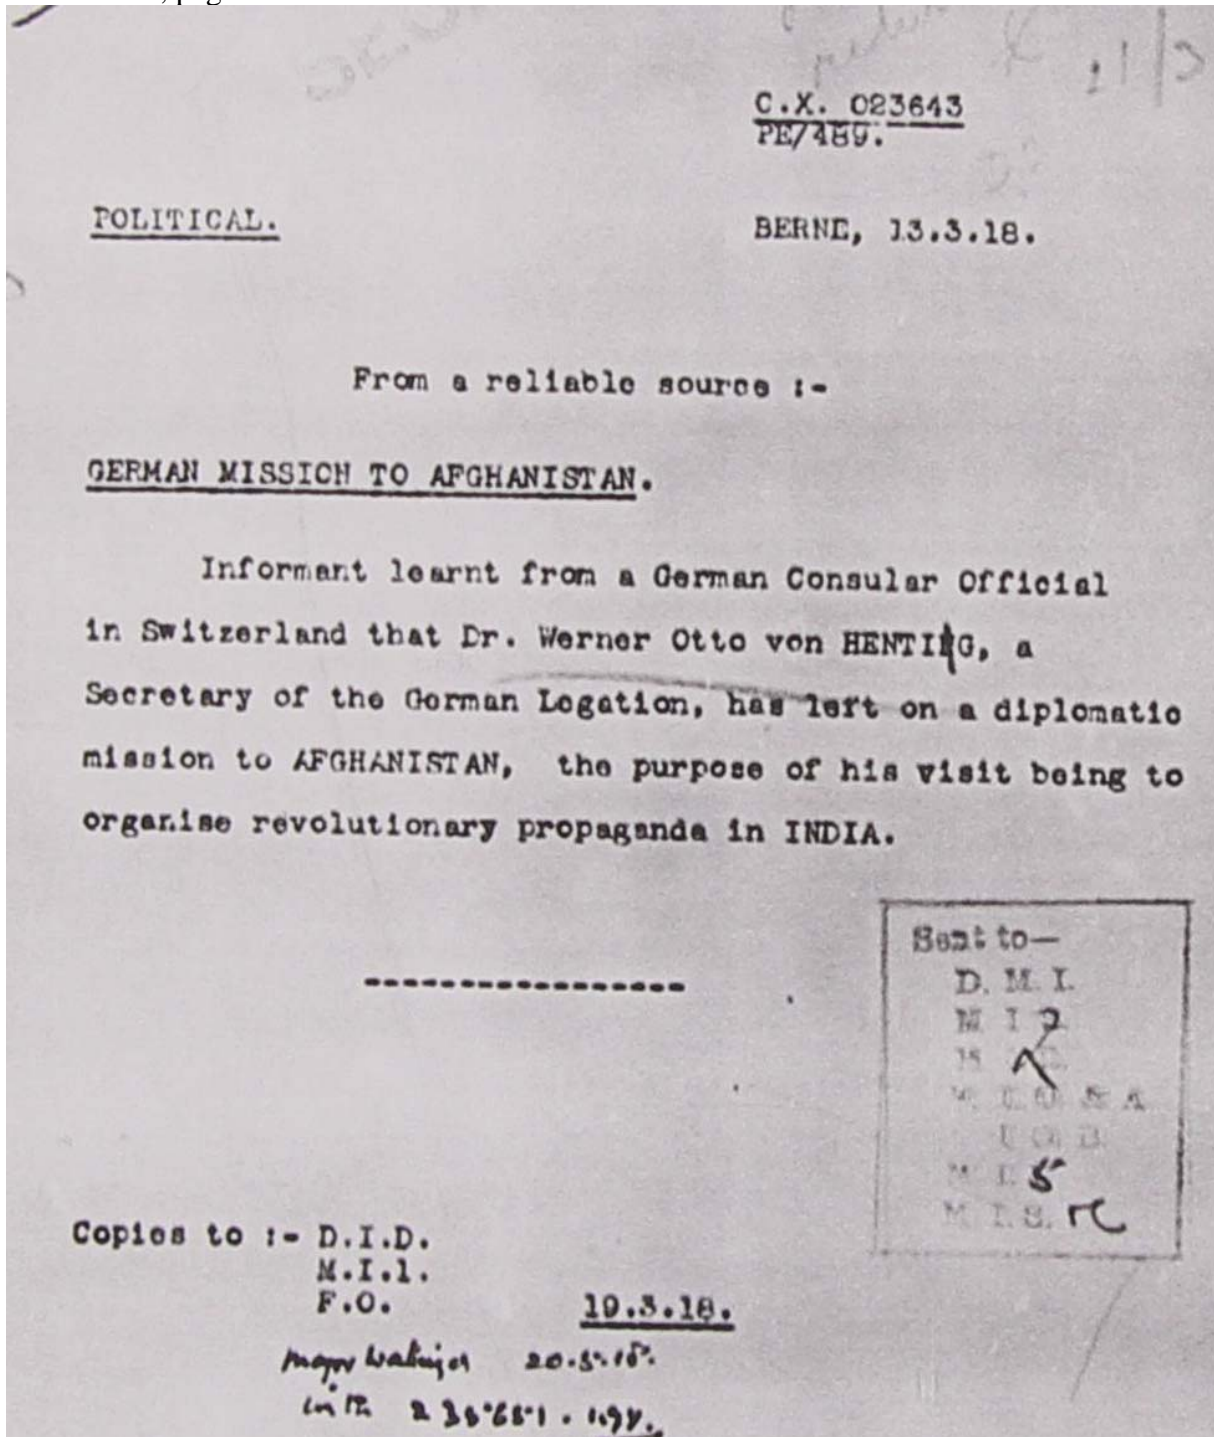 C.X. 023643
PE/489.
POLITICAL.
BERNE, 13.3.18.
From a reliable source :-
GERMAN MISSION TO AFGHANISTAN.
Informant learnt from a German Consular Official
in Switzerland that Dr. Werner Otto von HENTIG, a
Secretary of the German Legation, has left on a diplomatic
mission to AFGHANISTAN, the purpose of his visit being to
organise revolutionary propaganda in INDIA.
-----------------
Sent to—
D. M. I.
M I 2
M. I. 5
Copies to :- D.I.D.
M.I.1.
F.O.
19.3.18.
Major
with